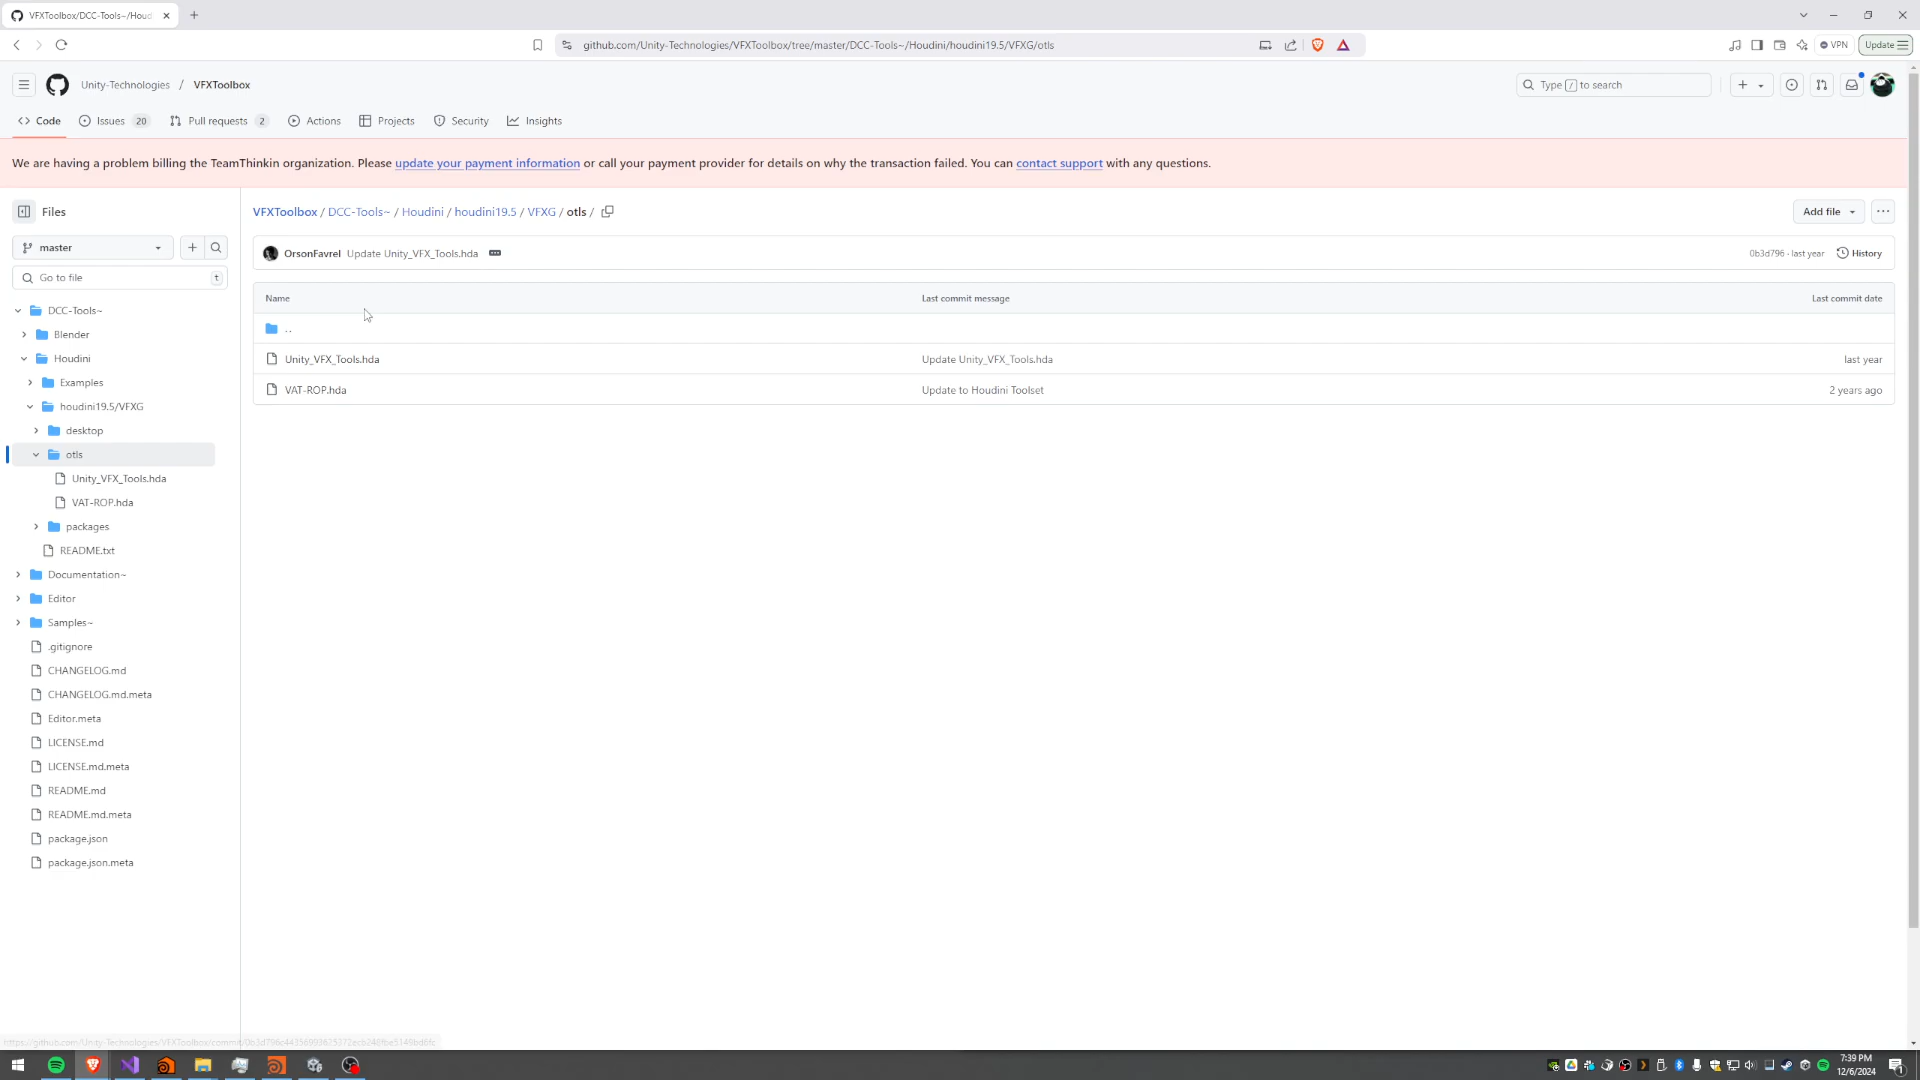 VFXToolbox/DCC-Tools~/Houd
github.com/Unity-Technologies/VFXToolbox/tree/master/DCC-Tools~/Houdini/houdini19.5/VFXG/otls
VPN
Update
Unity-Technologies / VFXToolbox
Type / to search
Code
Issues 20
Pull requests 2
Actions
Projects
Security
Insights
We are having a problem billing the TeamThinkin organization. Please update your payment information or call your payment provider for details on why the transaction failed. You can contact support with any questions.
Files
master
Go to file
t
DCC-Tools~
Blender
Houdini
Examples
houdini19.5/VFXG
desktop
otls
Unity_VFX_Tools.hda
VAT-ROP.hda
packages
README.txt
Documentation~
Editor
Samples~
.gitignore
CHANGELOG.md
CHANGELOG.md.meta
Editor.meta
LICENSE.md
LICENSE.md.meta
README.md
README.md.meta
package.json
package.json.meta
VFXToolbox / DCC-Tools~ / Houdini / houdini19.5 / VFXG / otls /
Add file
OrsonFavrel Update Unity_VFX_Tools.hda
0b3d796 · last year
History
Name Last commit message Last commit date
..
Unity_VFX_Tools.hda Update Unity_VFX_Tools.hda last year
VAT-ROP.hda Update to Houdini Toolset 2 years ago
7:39 PM
12/6/2024